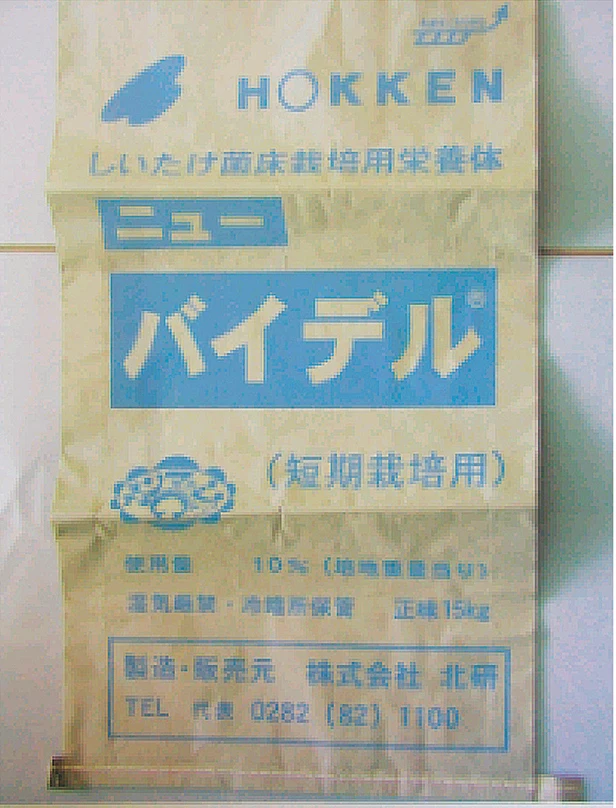 HOKKEN
しいたけ菌床栽培用栄養体
ニュー
バイデル®
(短期栽培用)
使用量 10% (培地重量当り)
湿気厳禁・冷暗所保管 正味15kg
製造・販売元 株式会社 北研
TEL 代表 0282 (82) 1100